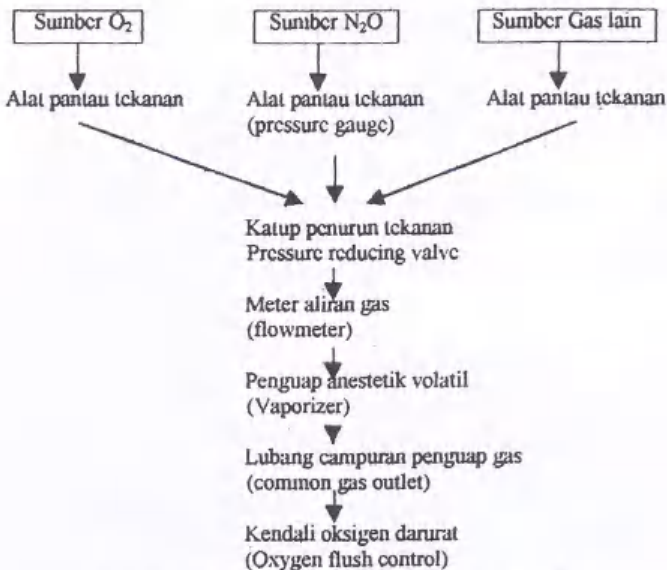 Sumber O₂
Sumber N₂O
Sumber Gas lain
Alat pantau tekanan
Alat pantau tekanan
(pressure gauge)
Alat pantau tekanan
Katup penurun tekanan
Pressure reducing valve
Meter aliran gas
(flowmeter)
Penguap anestetik volatil
(Vaporizer)
Lubang campuran penguap gas
(common gas outlet)
Kendali oksigen darurat
(Oxygen flush control)